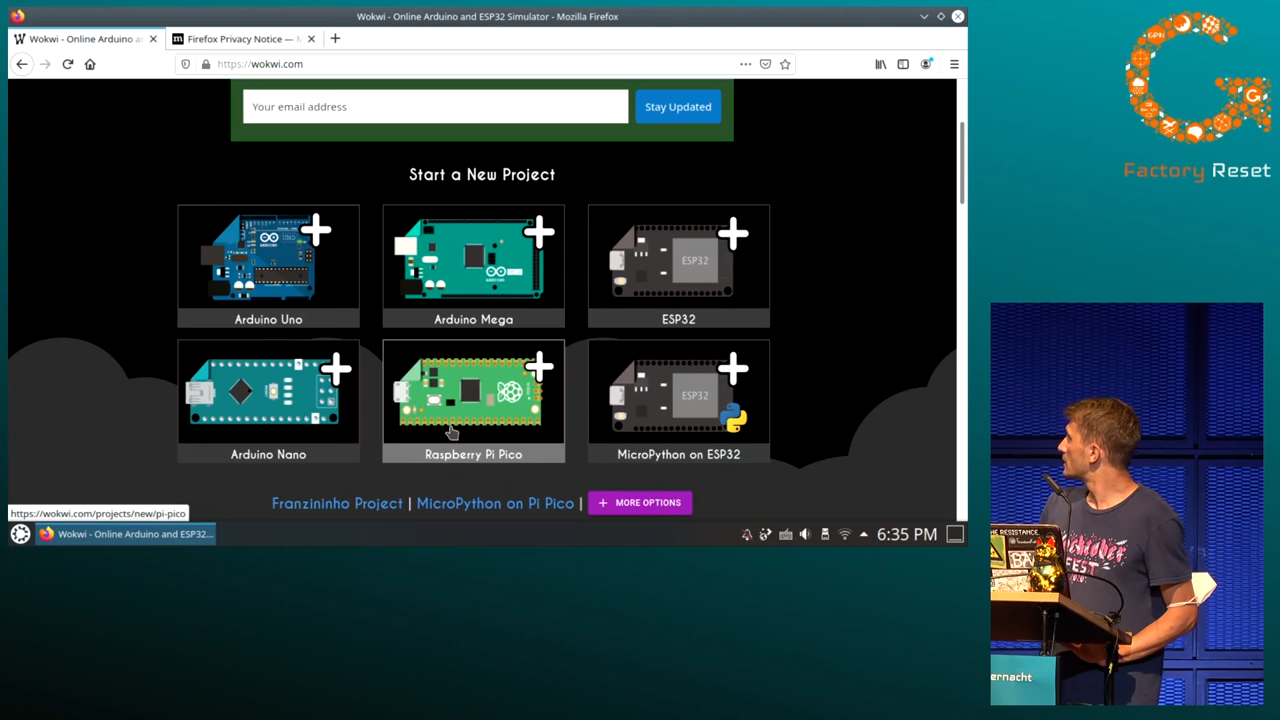 Wokwi - Online Arduino and ESP32 Simulator - Mozilla Firefox
Wokwi - Online Arduino a
Firefox Privacy Notice —
https://wokwi.com
Your email address
Stay Updated
Start a New Project
Arduino Uno
Arduino Mega
ESP32
ESP32
Arduino Nano
Raspberry Pi Pico
ESP32
MicroPython on ESP32
Franzininho Project | MicroPython on Pi Pico |
+ MORE OPTIONS
https://wokwi.com/projects/new/pi-pico
Wokwi - Online Arduino and ESP32...
6:35 PM
GPN
G
Factory Reset
THE RESISTANCE
FEST
ernacht